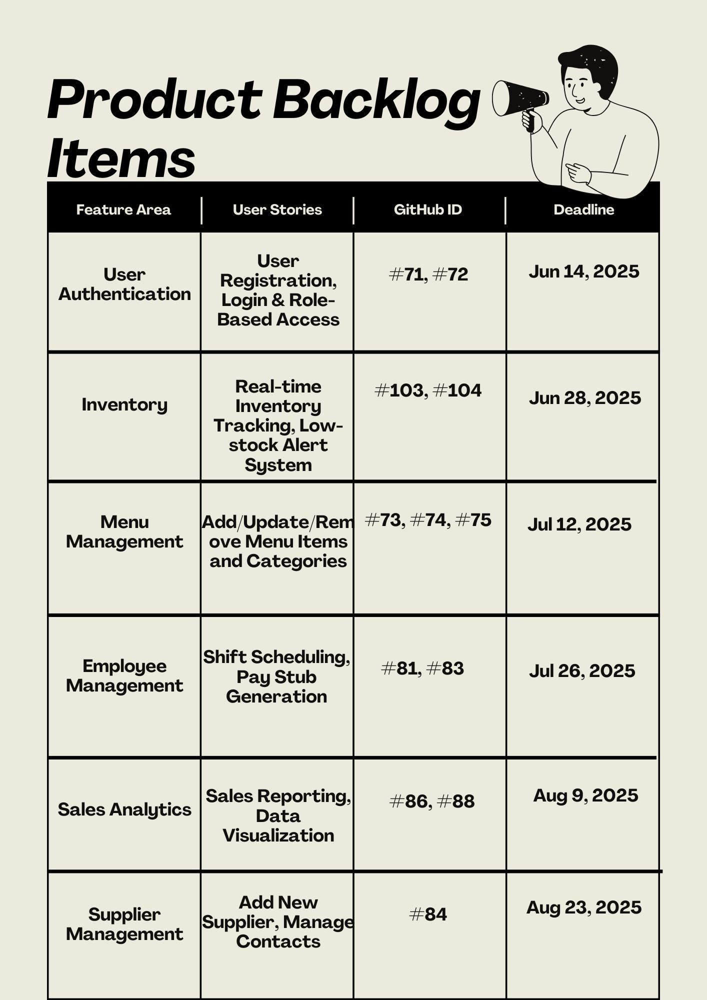 Product Backlog
Items
Feature Area
User Stories
GitHub ID
Deadline
User
Authentication
User
Registration,
Login & Role-
Based Access
#71, #72
Jun 14, 2025
Inventory
Real-time
Inventory
Tracking, Low-
stock Alert
System
#103, #104
Jun 28, 2025
Menu
Management
Add/Update/Rem
ove Menu Items
and Categories
#73, #74, #75
Jul 12, 2025
Employee
Management
Shift Scheduling,
Pay Stub
Generation
#81, #83
Jul 26, 2025
Sales Analytics
Sales Reporting,
Data
Visualization
#86, #88
Aug 9, 2025
Supplier
Management
Add New
Supplier, Manage
Contacts
#84
Aug 23, 2025